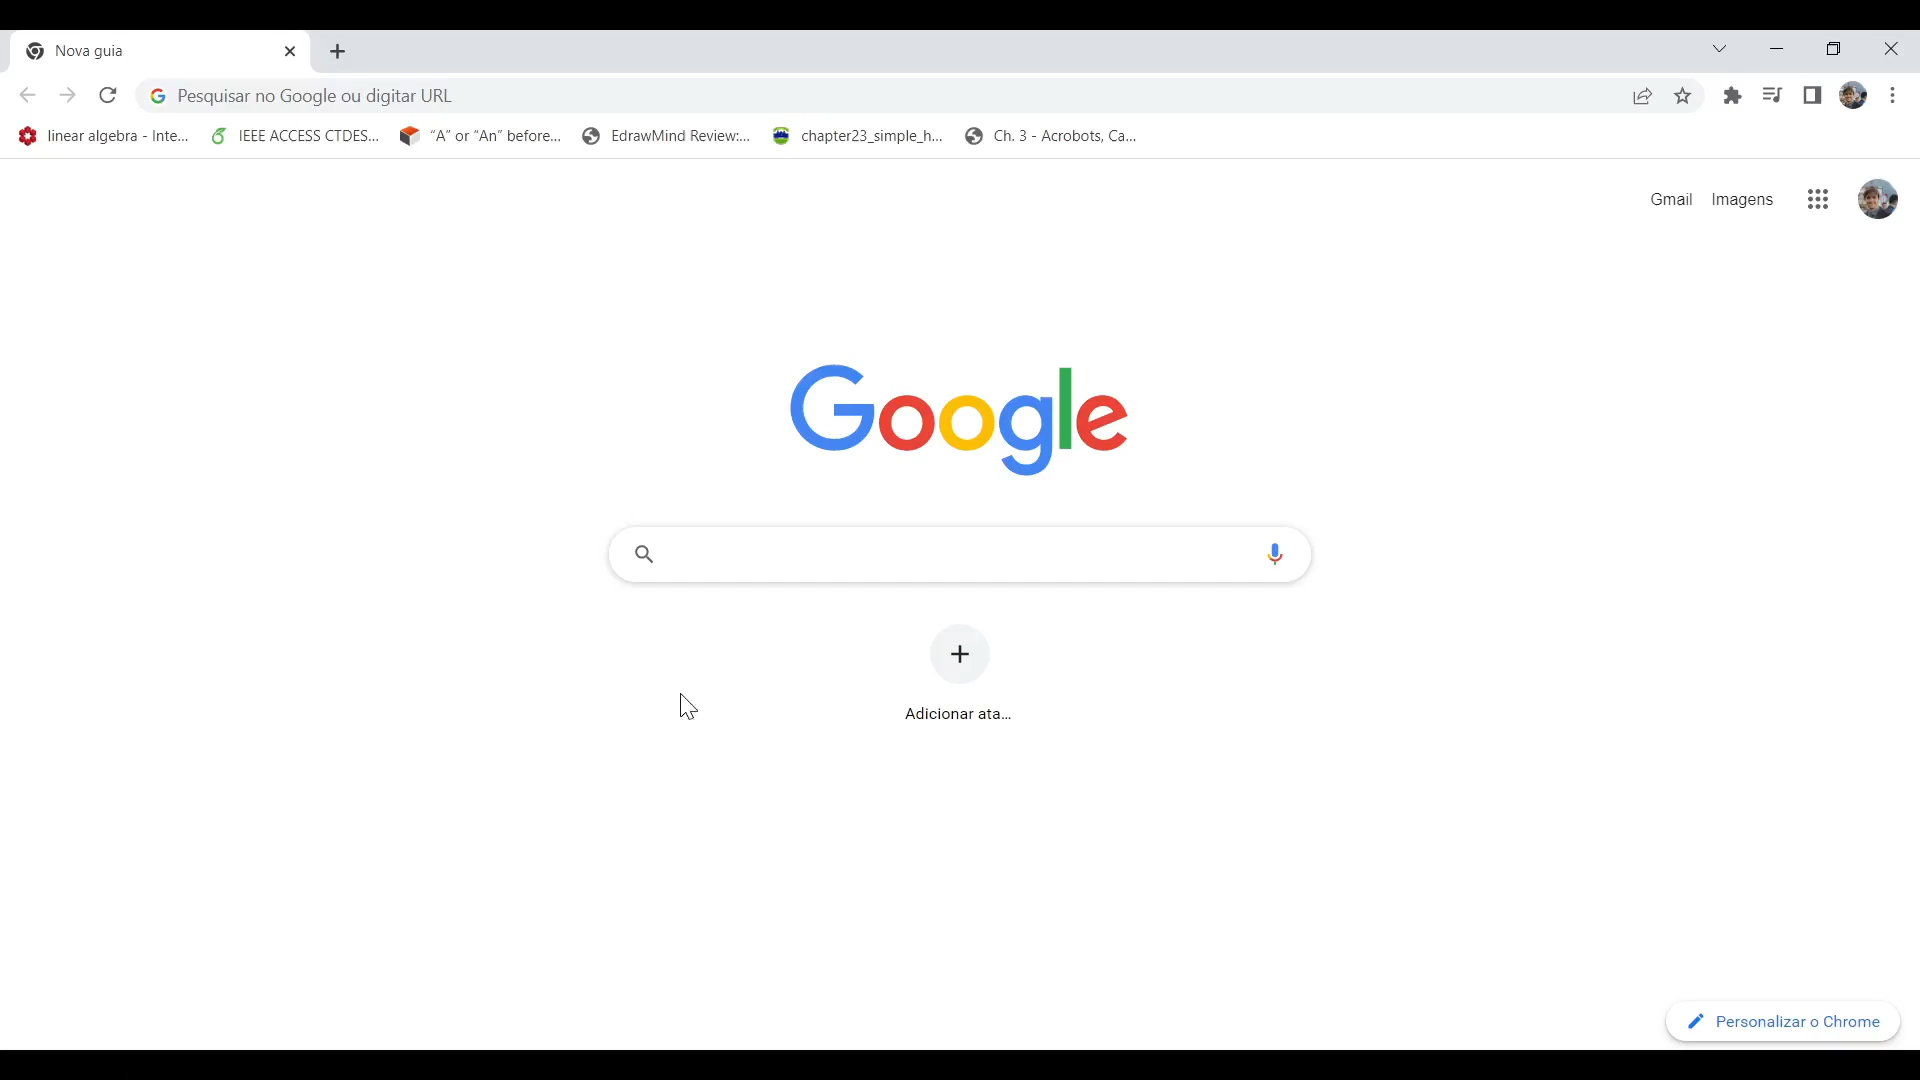 Nova guia
Pesquisar no Google ou digitar URL
linear algebra - Inte... IEEE ACCESS CTDES... “A” or “An” before... EdrawMind Review:... chapter23_simple_h... Ch. 3 - Acrobots, Ca...
Gmail Imagens
Google
Adicionar ata...
Personalizar o Chrome